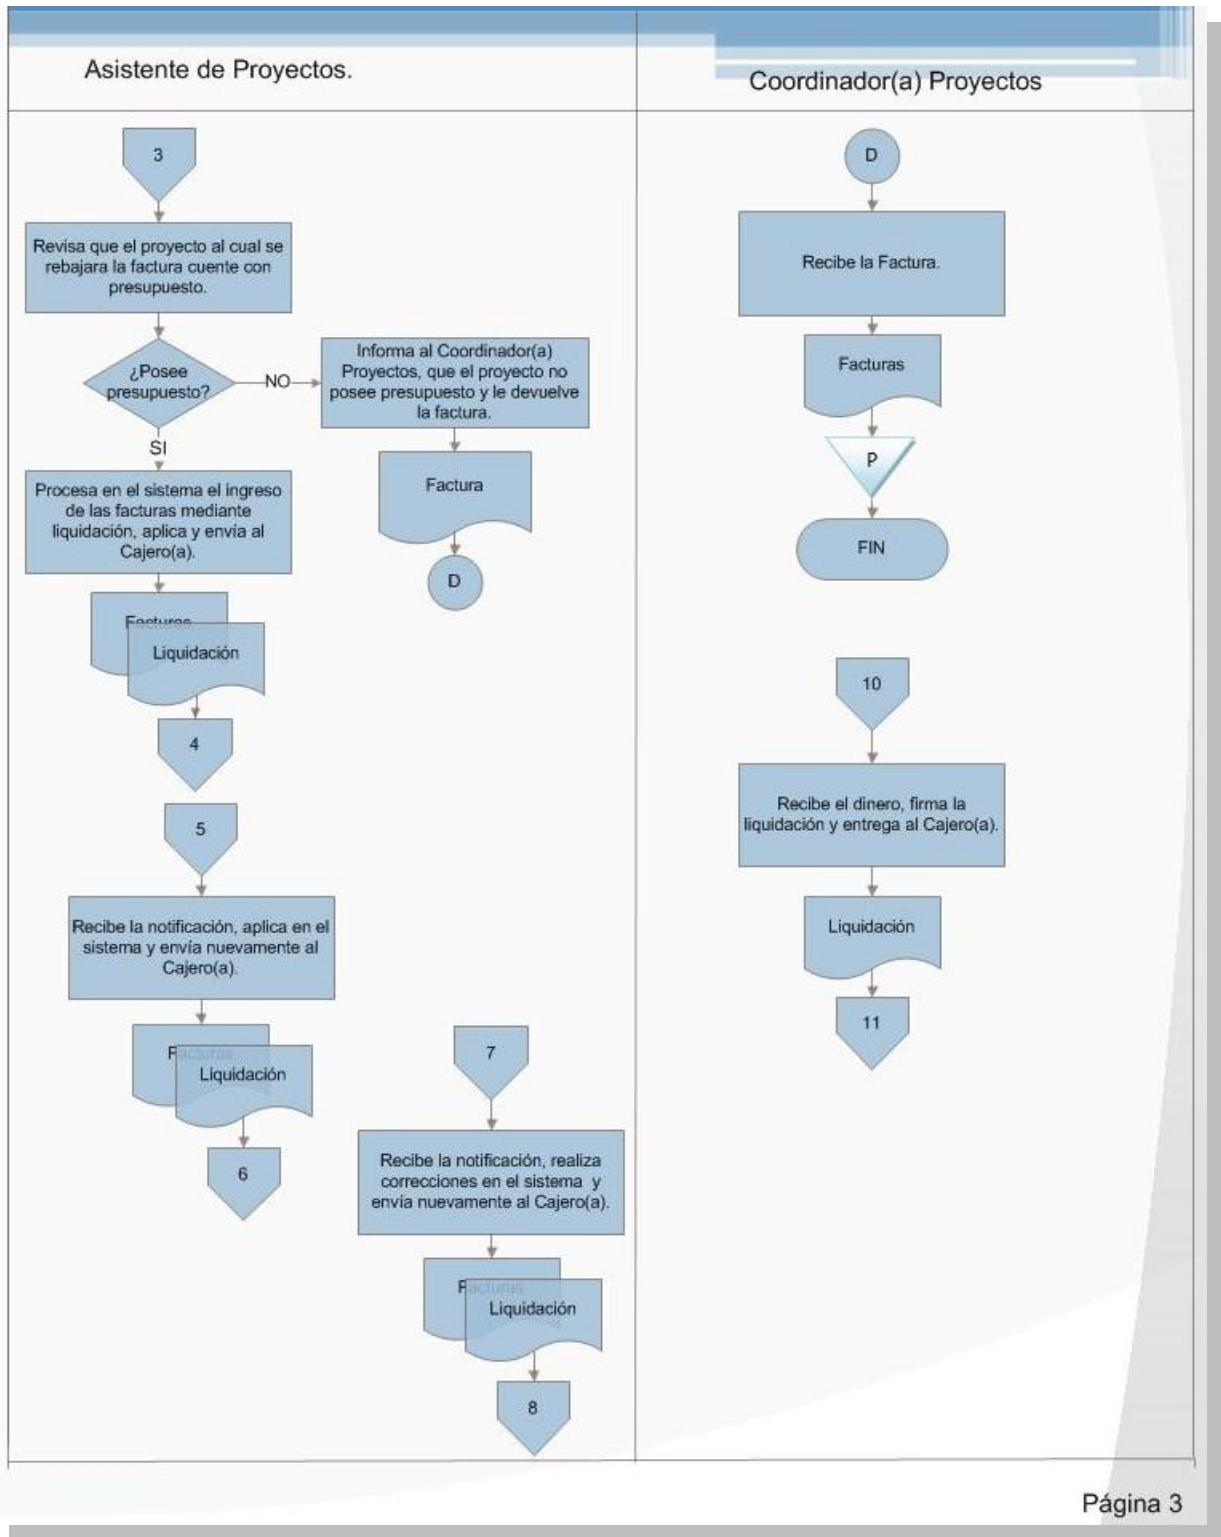 Asistente de Proyectos.
Coordinador(a) Proyectos
3
Revisa que el proyecto al cual se
rebajara la factura cuente con
presupuesto.
¿Posee
presupuesto?
NO
Informa al Coordinador(a)
Proyectos, que el proyecto no
posee presupuesto y le devuelve
la factura.
Factura
D
SI
Procesa en el sistema el ingreso
de las facturas mediante
liquidación, aplica y envía al
Cajero(a).
Facturas
Liquidación
4
5
Recibe la notificación, aplica en el
sistema y envía nuevamente al
Cajero(a).
Facturas
Liquidación
6
7
Recibe la notificación, realiza
correcciones en el sistema y
envía nuevamente al Cajero(a).
Facturas
Liquidación
8
D
Recibe la Factura.
Facturas
P
FIN
10
Recibe el dinero, firma la
liquidación y entrega al Cajero(a).
Liquidación
11
Página 3